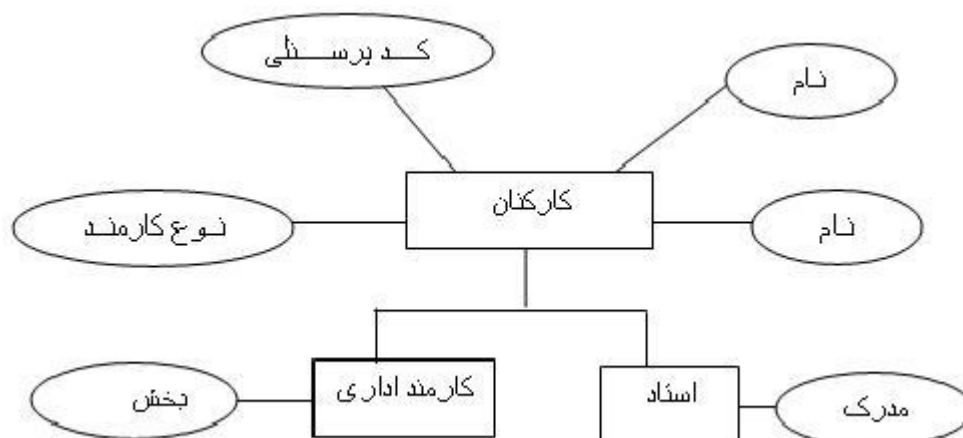 کد پرسنلی
نام
کارکنان
نوع کارمند
نام
کارمند اداری
استاد
بخش
مدرک